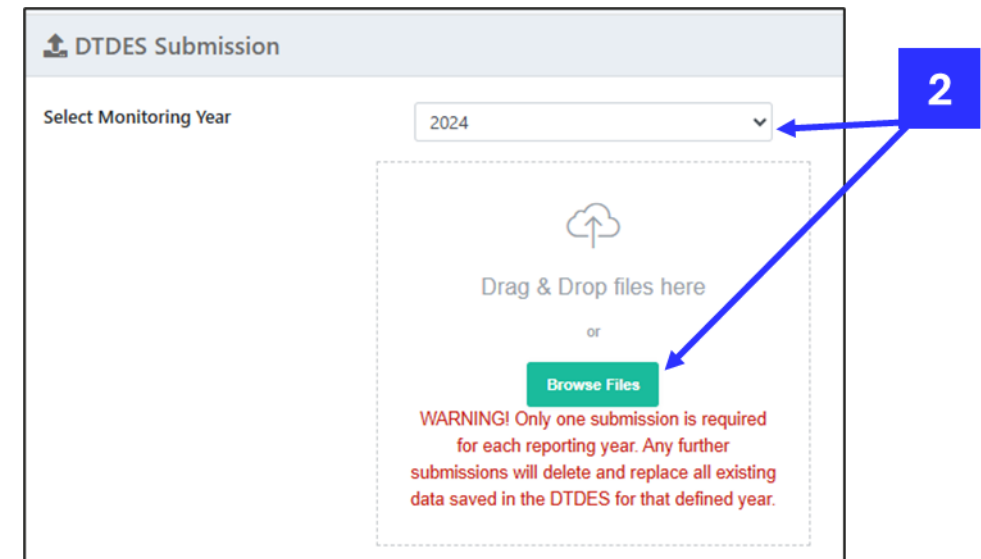 DTDES Submission
2
Select Monitoring Year
2024
Drag & Drop files here
or
Browse Files
WARNING! Only one submission is required
for each reporting year. Any further
submissions will delete and replace all existing
data saved in the DTDES for that defined year.